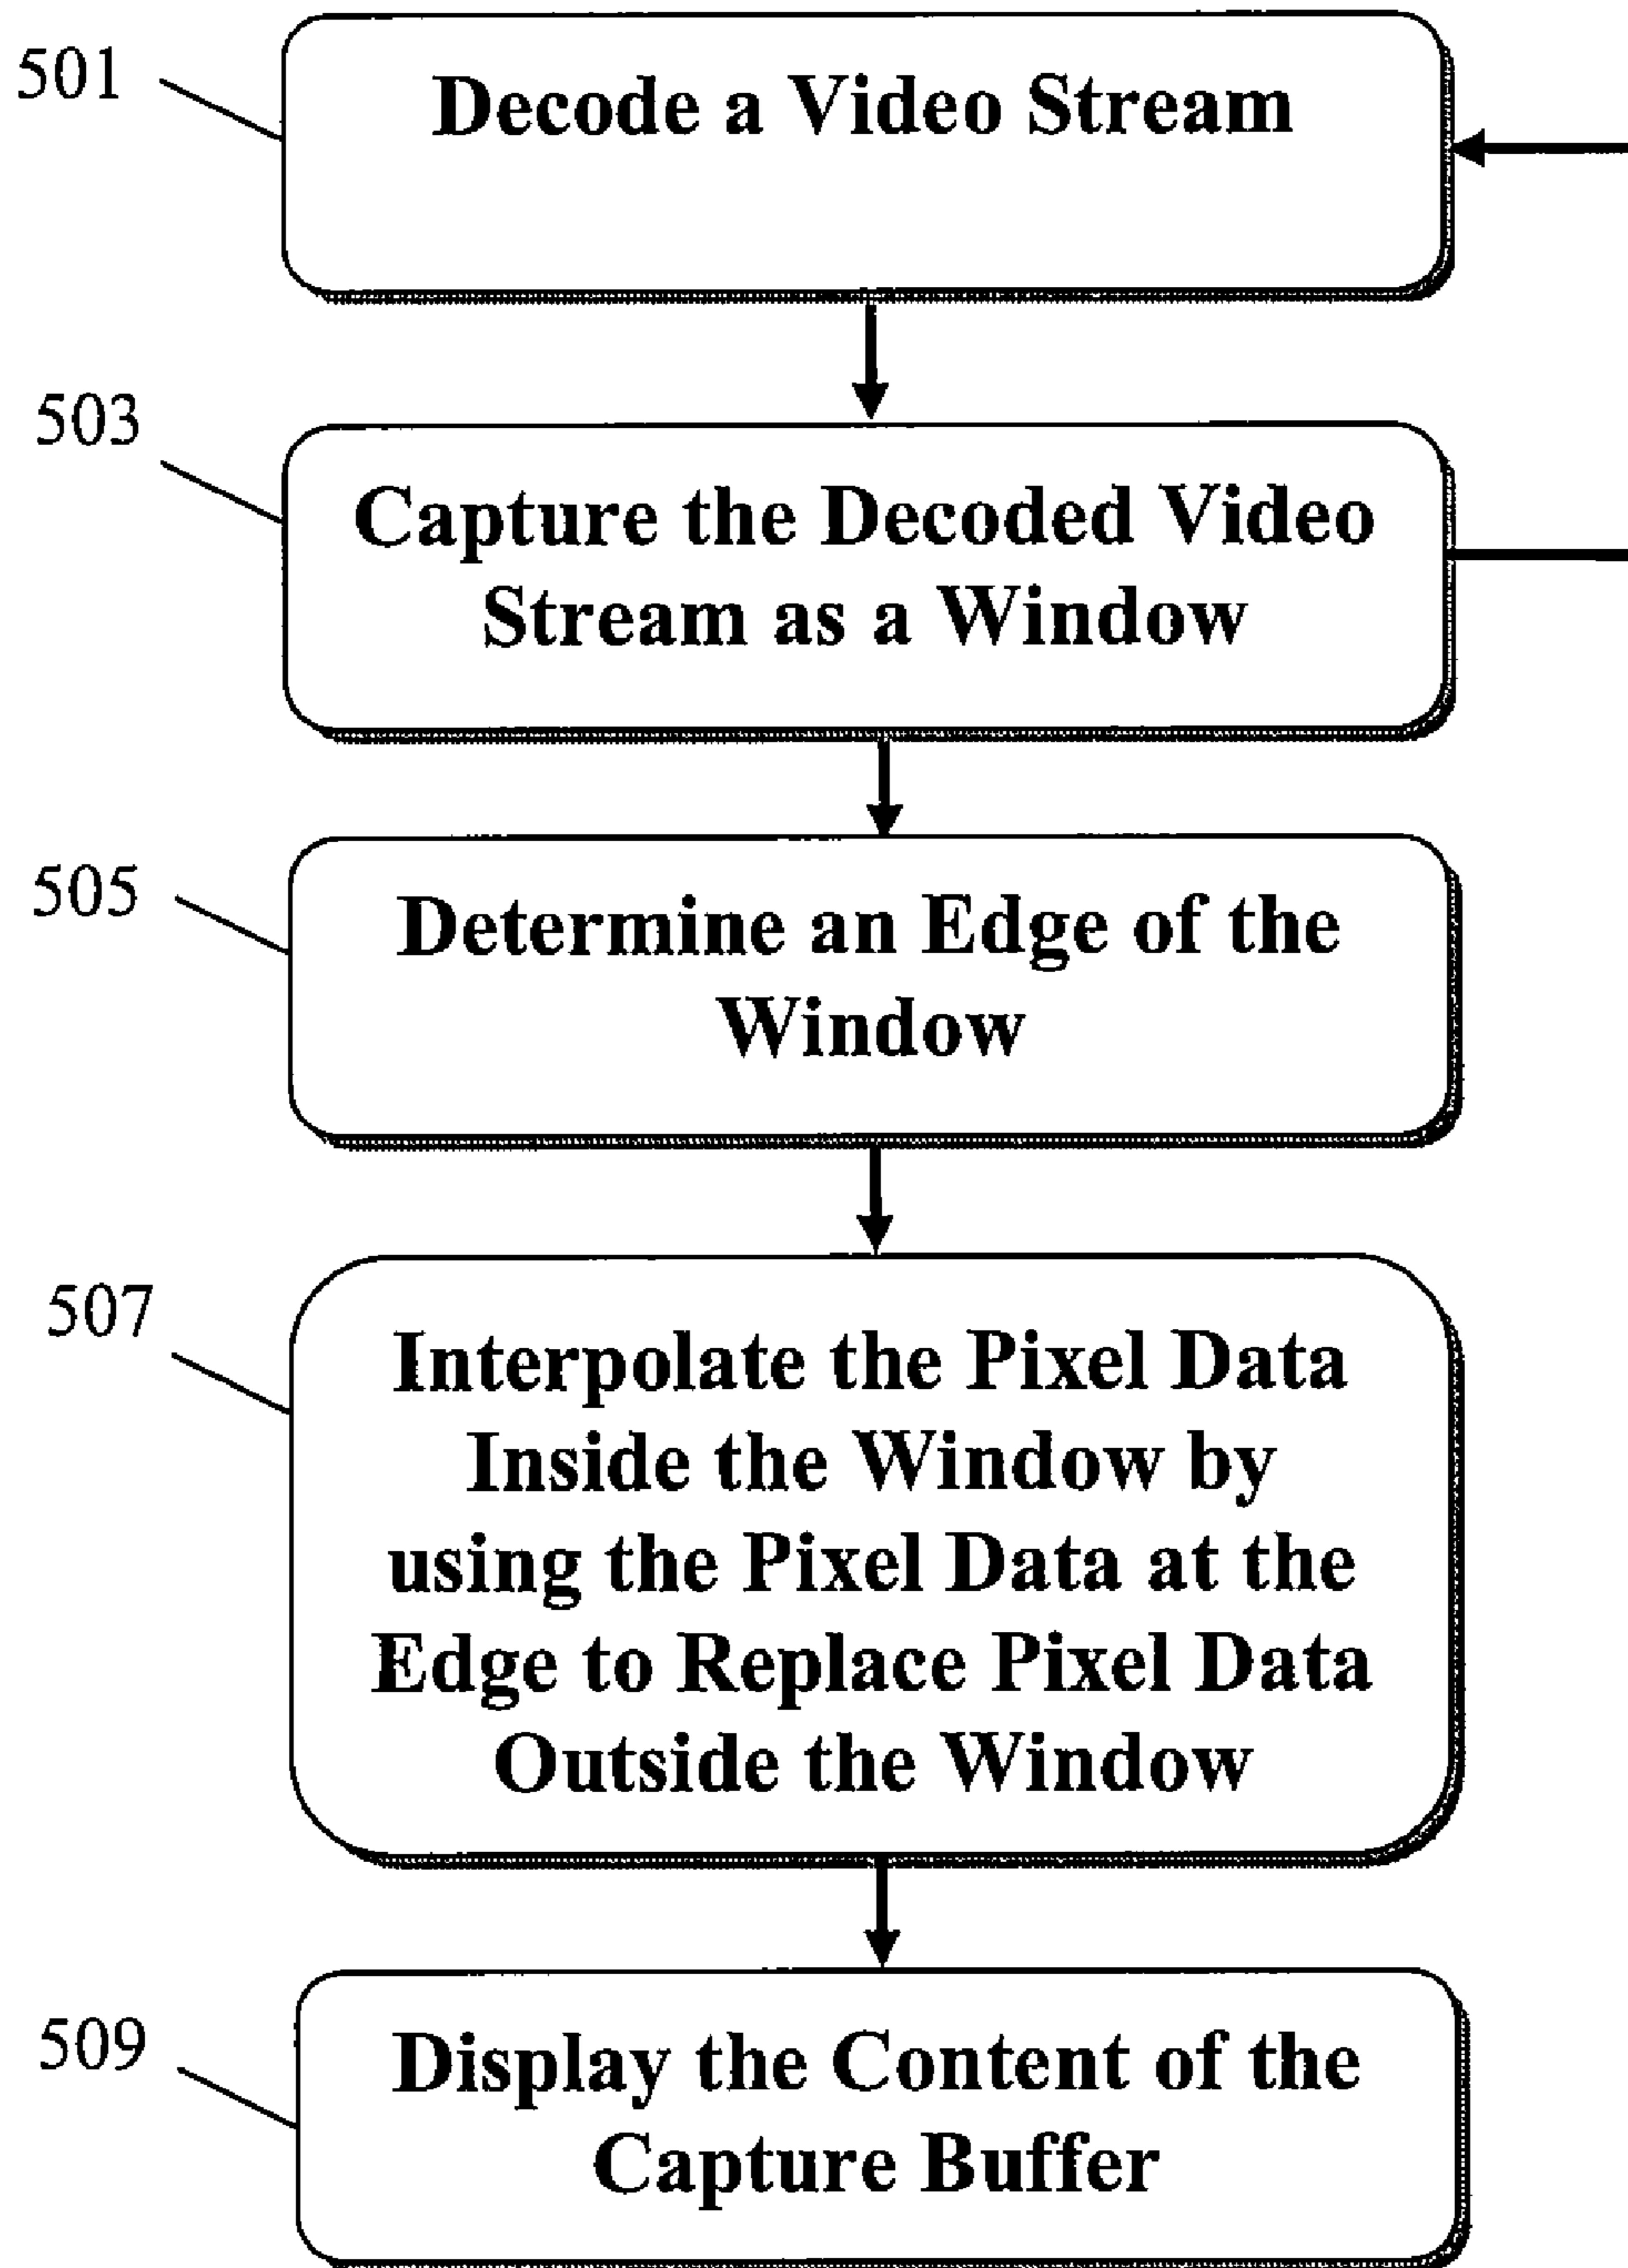 501
Decode a Video Stream
503
Capture the Decoded Video
Stream as a Window
505
Determine an Edge of the
Window
507
Interpolate the Pixel Data
Inside the Window by
using the Pixel Data at the
Edge to Replace Pixel Data
Outside the Window
509
Display the Content of the
Capture Buffer